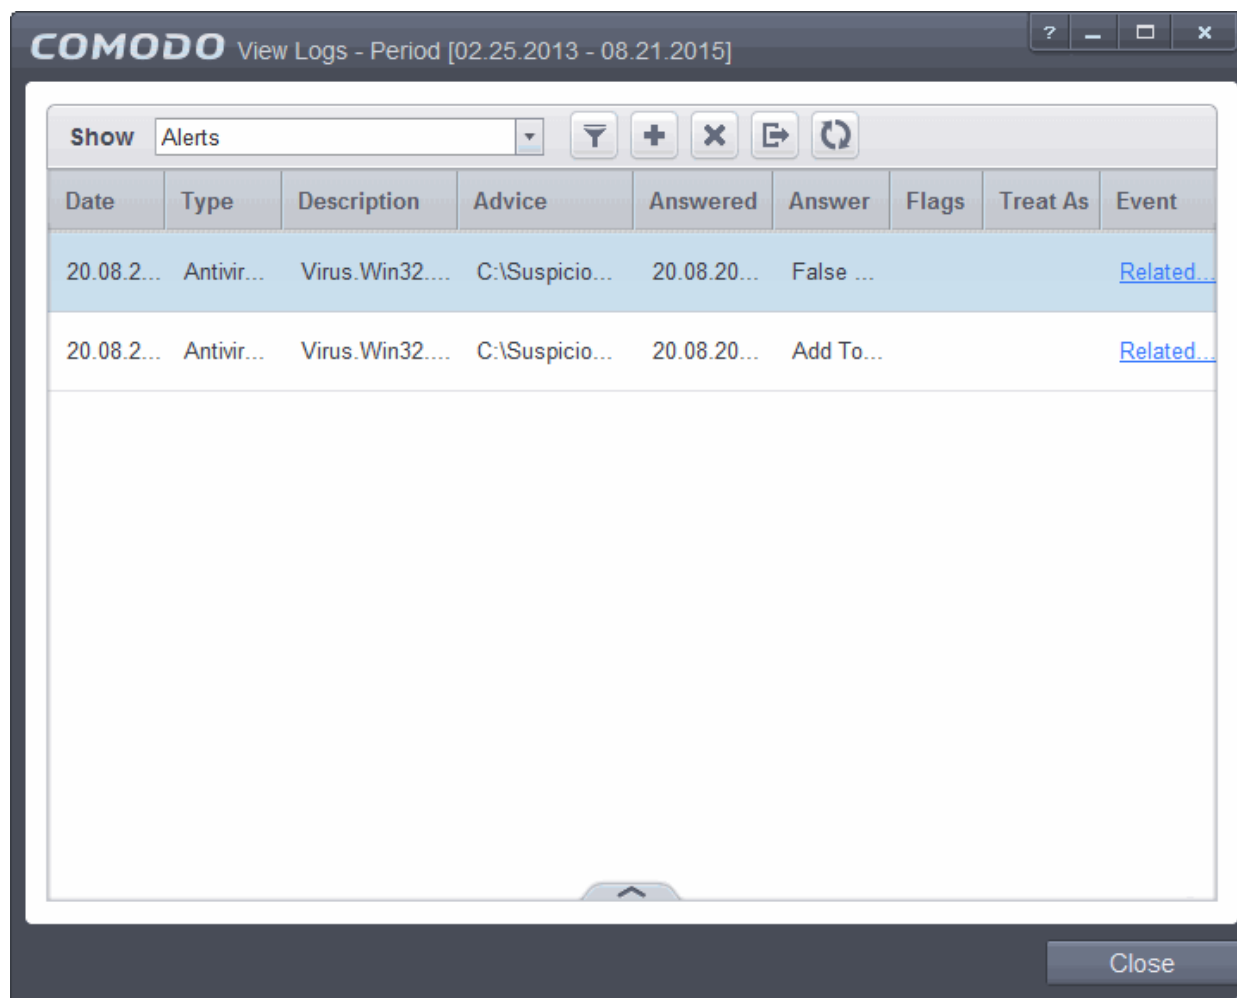 COMODO View Logs - Period [02.25.2013 - 08.21.2015]
?
Show Alerts
Date Type Description Advice Answered Answer Flags Treat As Event
20.08.2... Antivir... Virus.Win32.... C:\Suspicio... 20.08.20... False ... Related...
20.08.2... Antivir... Virus.Win32.... C:\Suspicio... 20.08.20... Add To... Related...
Close